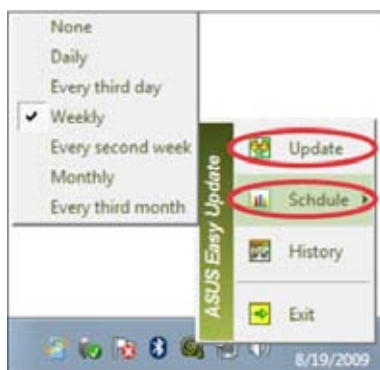 None
Daily
Every third day
Weekly
Every second week
Monthly
Every third month
ASUS Easy Update
Update
Schdule
History
Exit
8/19/2009